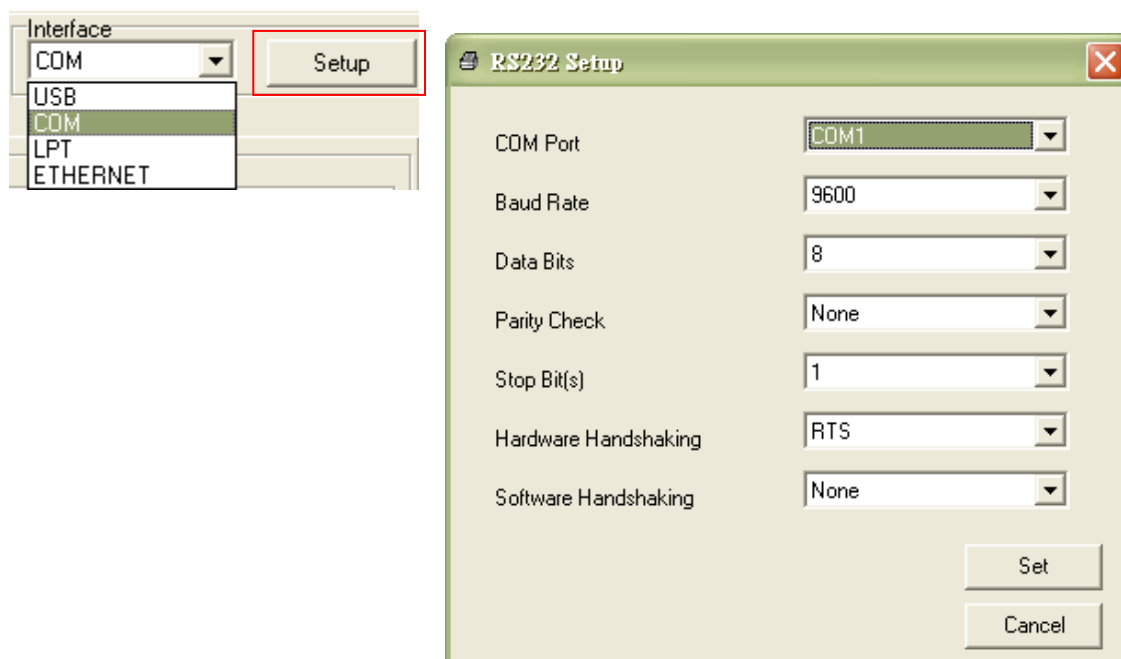 Interface
COM
Setup
USB
COM
LPT
ETHERNET
RS232 Setup
COM Port
COM1
Baud Rate
9600
Data Bits
8
Parity Check
None
Stop Bit(s)
1
Hardware Handshaking
RTS
Software Handshaking
None
Set
Cancel